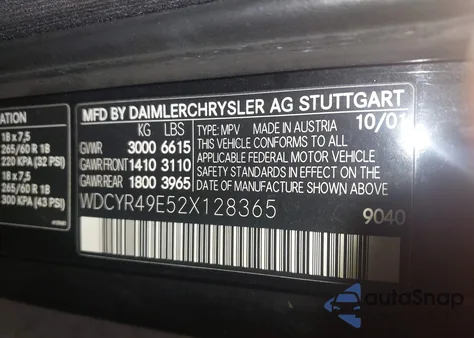 ATION
18 x 7,5
265/60 R 18
220 KPA (32 PSI)
18 x 7,5
265/60 R 18
300 KPA (43 PSI)
MFD BY DAIMLERCHRYSLER AG STUTTGART
KG LBS
GVWR 3000 6615
GAWR FRONT 1410 3110
GAWR REAR 1800 3965
TYPE: MPV MADE IN AUSTRIA 10/01
THIS VEHICLE CONFORMS TO ALL
APPLICABLE FEDERAL MOTOR VEHICLE
SAFETY STANDARDS IN EFFECT ON THE
DATE OF MANUFACTURE SHOWN ABOVE
WDCYR49E52X128365
9040
autoSnap